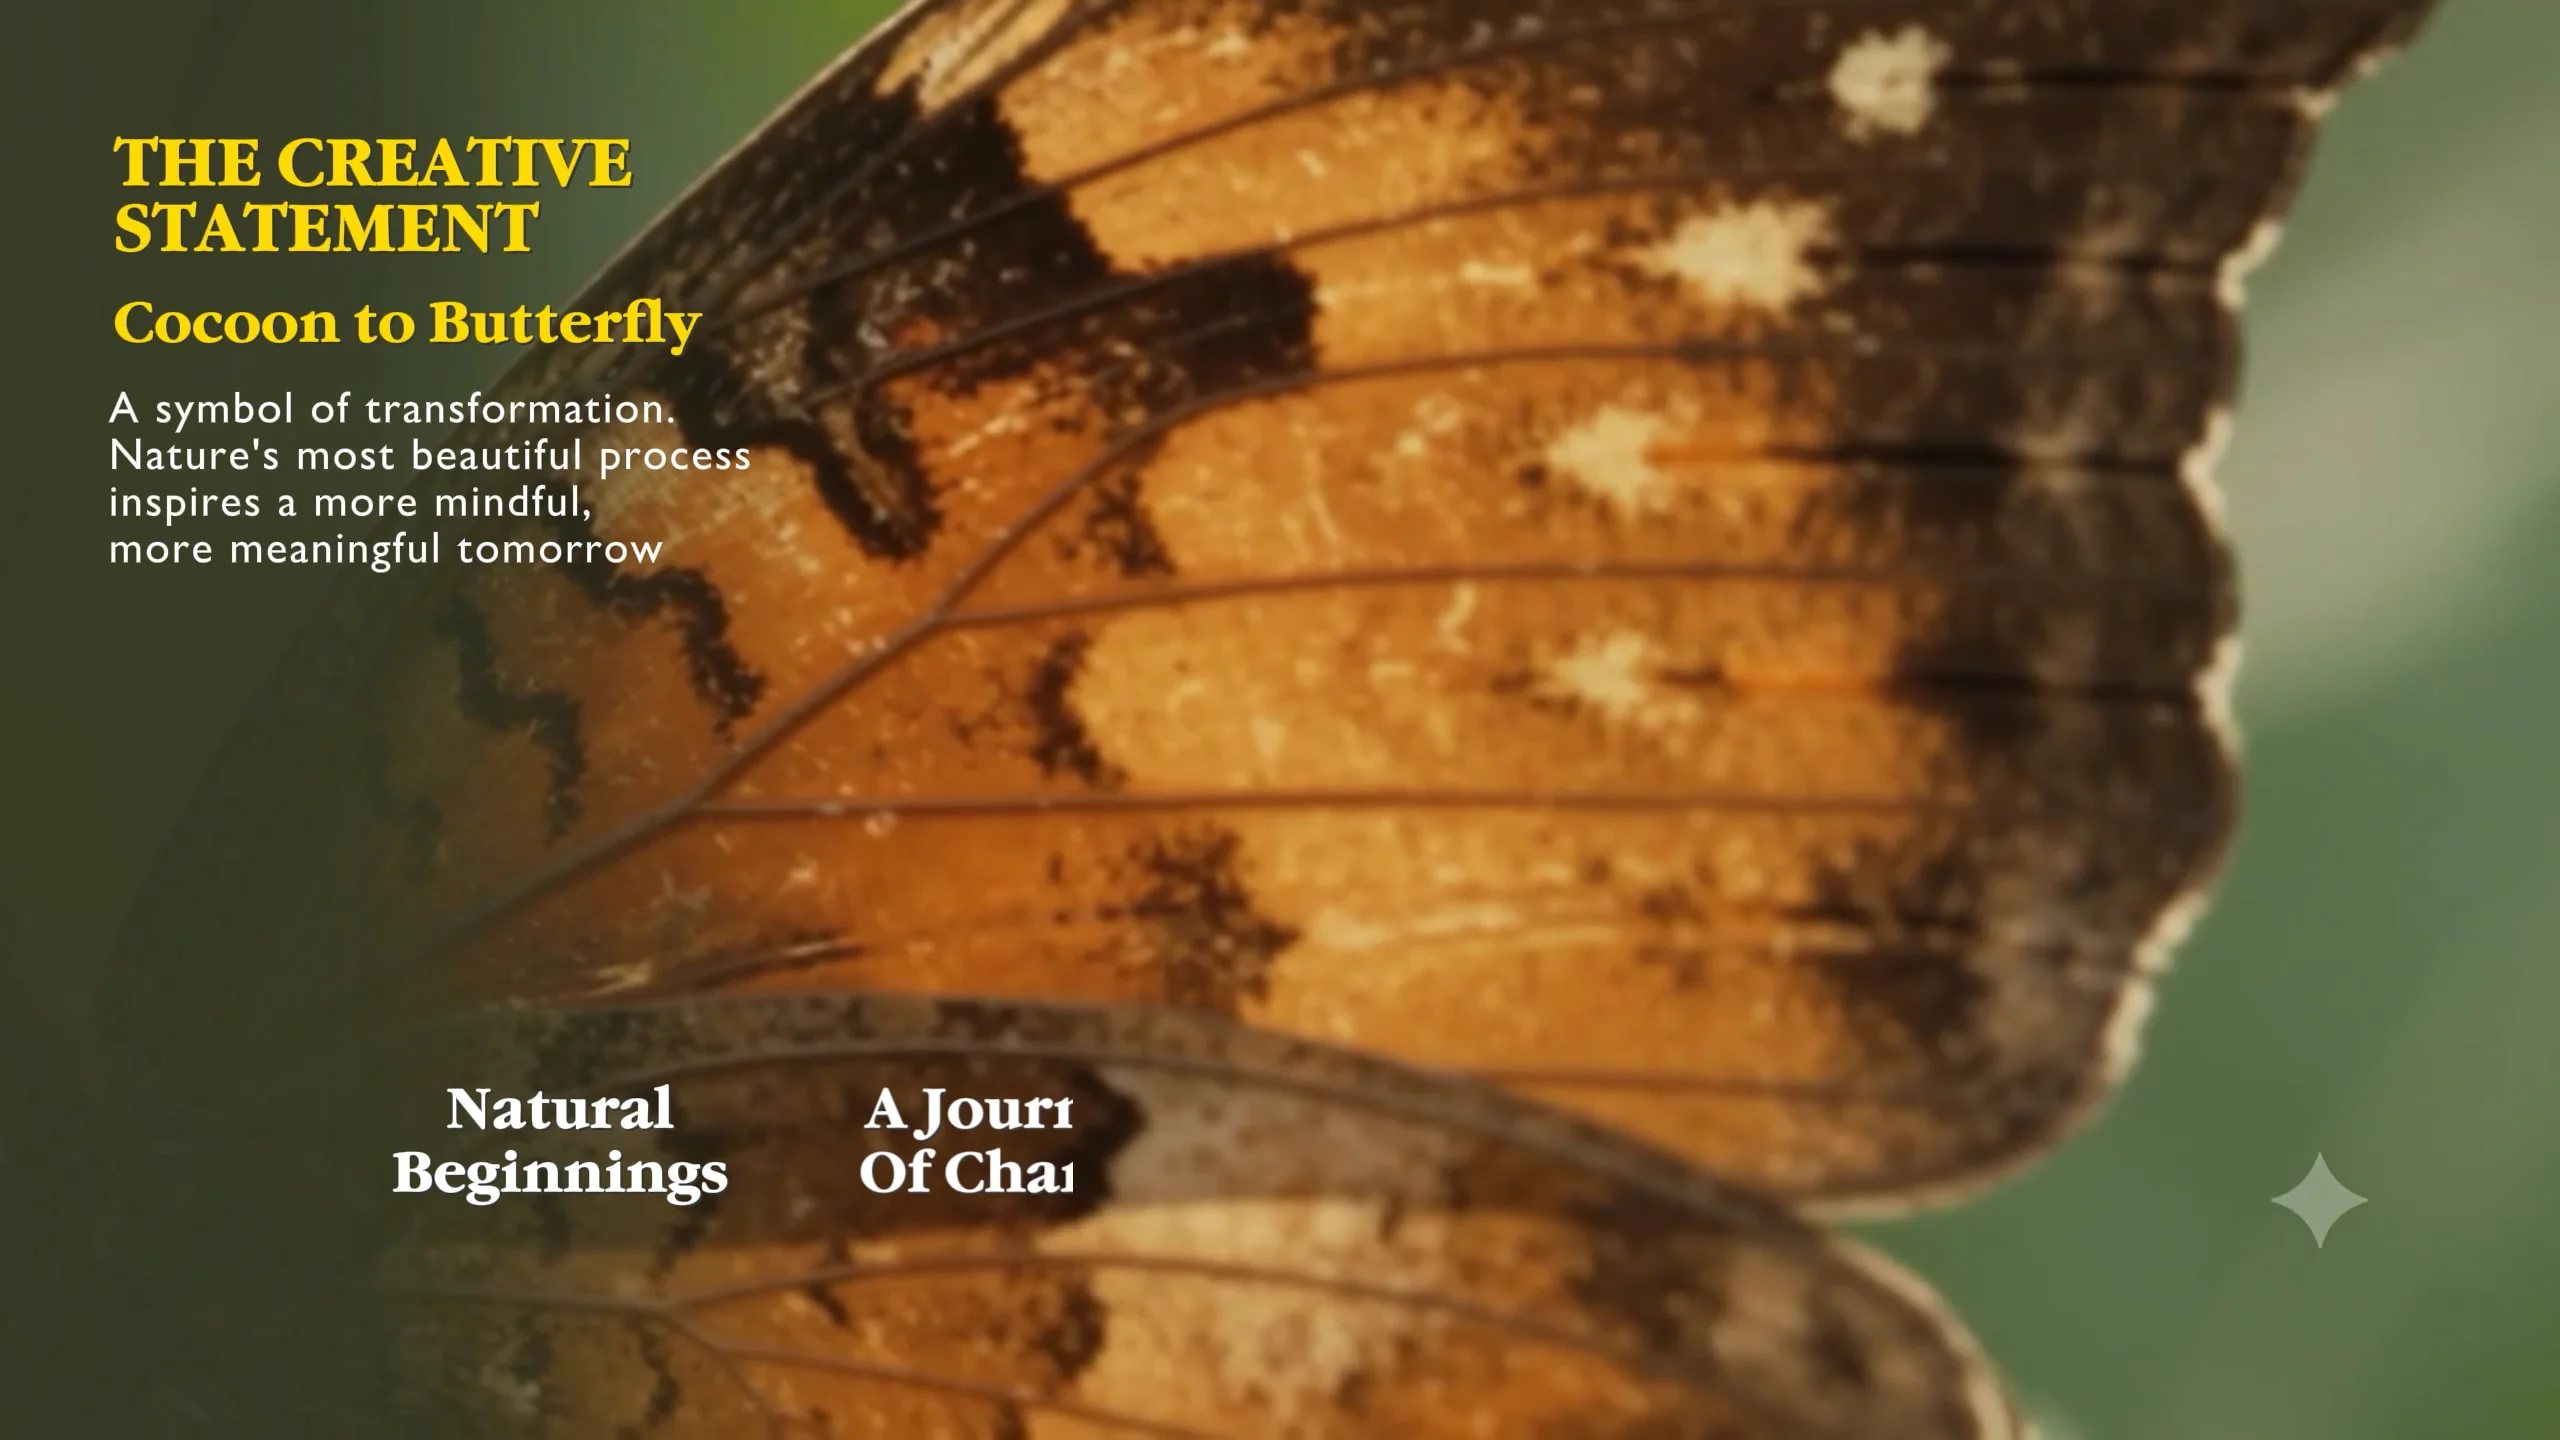 THE CREATIVE
STATEMENT
Cocoon to Butterfly
A symbol of transformation.
Nature's most beautiful process
inspires a more mindful,
more meaningful tomorrow
Natural
Beginnings
A
Of